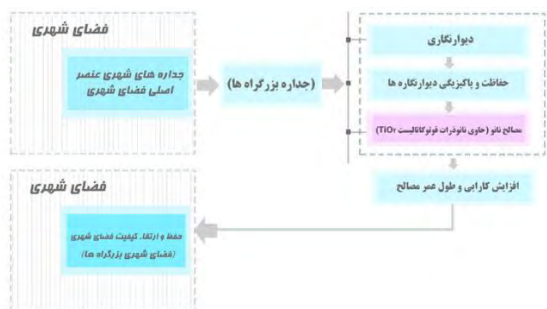 فضای شهری
جداره های شهری عنصر
اصلی فضای شهری
(جداره بزرگراه ها)
دیوارنگاری
حفاظت و پاکیزگی دیوارنگاره ها
مصالح نانو (حاوی نانوذرات فوتوکاتالیست TiO۲)
افزایش کارایی و طول عمر مصالح
فضای شهری
حفظ و ارتقاء کیفیت فضای شهری
(فضای شهری بزرگراه ها)